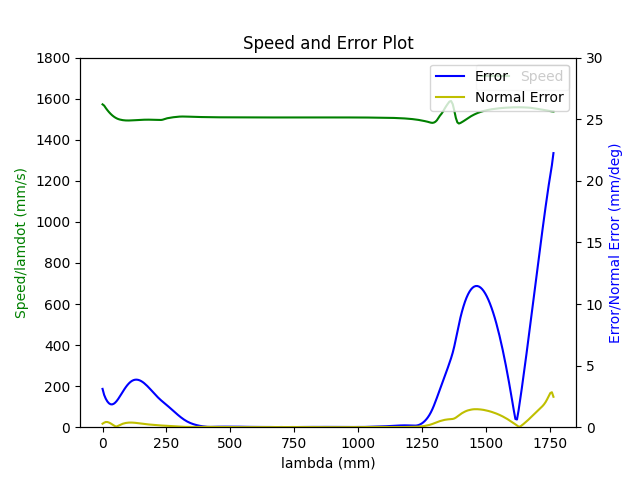 Speed and Error Plot
1800
1600
1400
1200
1000
800
600
400
200
0
Speed/lamdot (mm/s)
30
25
20
15
10
5
0
Error/Normal Error (mm/deg)
Speed
Error
Normal Error
0 250 500 750 1000 1250 1500 1750
lambda (mm)